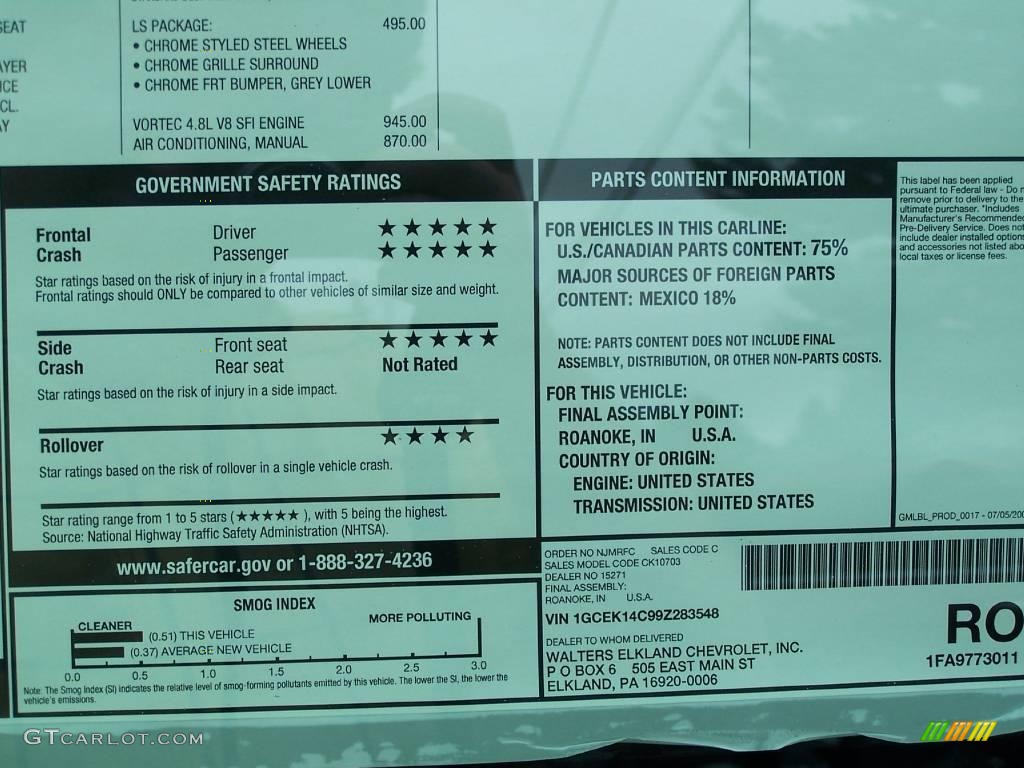 SEAT
AYER
ICE
CL.
AY
LS PACKAGE: 495.00
• CHROME STYLED STEEL WHEELS
• CHROME GRILLE SURROUND
• CHROME FRT BUMPER, GREY LOWER
VORTEC 4.8L V8 SFI ENGINE 945.00
AIR CONDITIONING, MANUAL 870.00
GOVERNMENT SAFETY RATINGS
Frontal Driver ★★★★★
Crash Passenger ★★★★★
Star ratings based on the risk of injury in a frontal impact.
Frontal ratings should ONLY be compared to other vehicles of similar size and weight.
Side Front seat ★★★★★
Crash Rear seat Not Rated
Star ratings based on the risk of injury in a side impact.
Rollover ★★★★
Star ratings based on the risk of rollover in a single vehicle crash.
Star rating range from 1 to 5 stars (★★★★★), with 5 being the highest.
Source: National Highway Traffic Safety Administration (NHTSA).
www.safercar.gov or 1-888-327-4236
SMOG INDEX
CLEANER MORE POLLUTING
(0.51) THIS VEHICLE
(0.37) AVERAGE NEW VEHICLE
0.0 0.5 1.0 2.0 2.5 3.0
Note: The Smog Index (SI) indicates the relative level of smog-forming pollutants emitted by this vehicle. The lower the SI, the lower the
vehicle's emissions.
PARTS CONTENT INFORMATION
FOR VEHICLES IN THIS CARLINE:
U.S./CANADIAN PARTS CONTENT: 75%
MAJOR SOURCES OF FOREIGN PARTS
CONTENT: MEXICO 18%
NOTE: PARTS CONTENT DOES NOT INCLUDE FINAL
ASSEMBLY, DISTRIBUTION, OR OTHER NON-PARTS COSTS.
FOR THIS VEHICLE:
FINAL ASSEMBLY POINT:
ROANOKE, IN U.S.A.
COUNTRY OF ORIGIN:
ENGINE: UNITED STATES
TRANSMISSION: UNITED STATES
This label has been applied
pursuant to Federal law - Do n
remove prior to delivery to the
ultimate purchaser. *Includes
Manufacturer's Recommended
Pre-Delivery Service. Does not
include dealer installed options
and accessories not listed abo
local taxes or license fees.
GMLBL_PROD_0017 - 07/05/200
ORDER NO NJMRFC SALES CODE C
SALES MODEL CODE CK10703
DEALER NO 15271
FINAL ASSEMBLY:
ROANOKE, IN U.S.A.
VIN 1GCEK14C99Z283548
DEALER TO WHOM DELIVERED
WALTERS ELKLAND CHEVROLET, INC.
P O BOX 6 505 EAST MAIN ST
ELKLAND, PA 16920-0006
RO
1FA9773011
GTCARLOT.COM